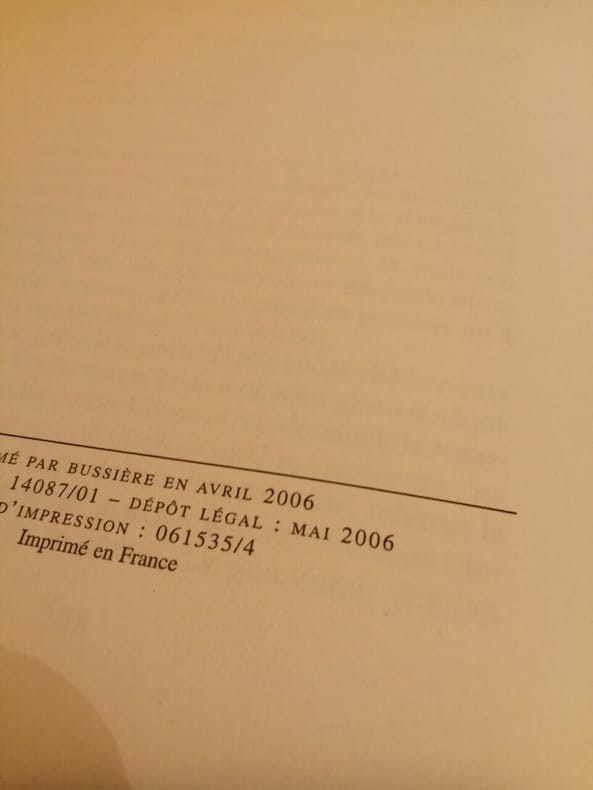 MÉ PAR BUSSIÈRE EN AVRIL 2006
14087/01 – DÉPÔT LÉGAL : MAI 2006
D'IMPRESSION : 061535/4
Imprimé en France